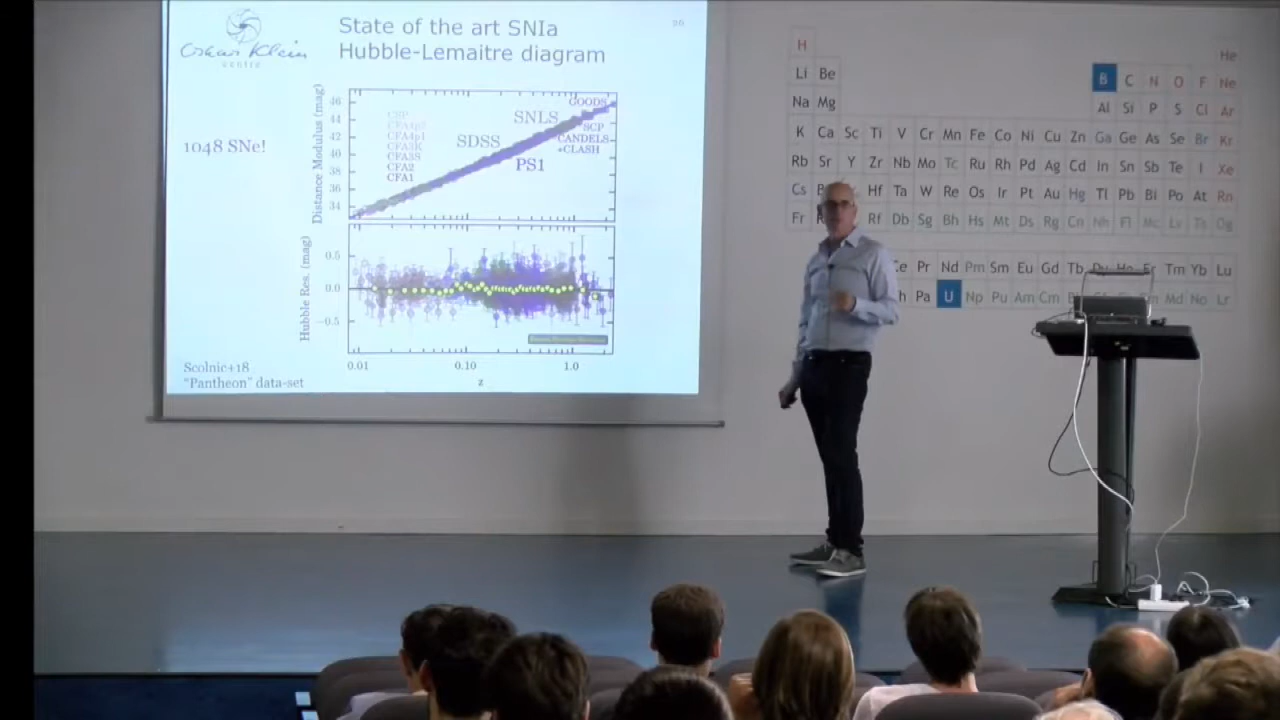 Oskar Klein
centre
State of the art SNIa
Hubble-Lemaitre diagram
1048 SNe!
Distance Modulus (mag)
46
44
42
40
38
36
34
CSP
CFA4p2
CFA4p1
CFA3K
CFA3S
CFA2
CFA1
SDSS
SNLS
PS1
GOODS
SCP
CANDELS
+CLASH
Hubble Res. (mag)
0.5
0.0
−0.5
0.01
0.10
1.0
z
Scolnic+18
"Pantheon" data-set
H He
Li Be B C N O F Ne
Na Mg Al Si P S Cl Ar
K Ca Sc Ti V Cr Mn Fe Co Ni Cu Zn Ga Ge As Se Br Kr
Rb Sr Y Zr Nb Mo Tc Ru Rh Pd Ag Cd In Sn Sb Te I Xe
Cs Hf Ta W Re Os Ir Pt Au Hg Tl Pb Bi Po At Rn
Fr Rf Db Sg Bh Hs Mt Ds Rg Cn Nh Fl Mc Lv Ts Og
Ce Pr Nd Pm Sm Eu Gd Tb Dy Ho Er Tm Yb Lu
Pa U Np Pu Am Cm Md No Lr